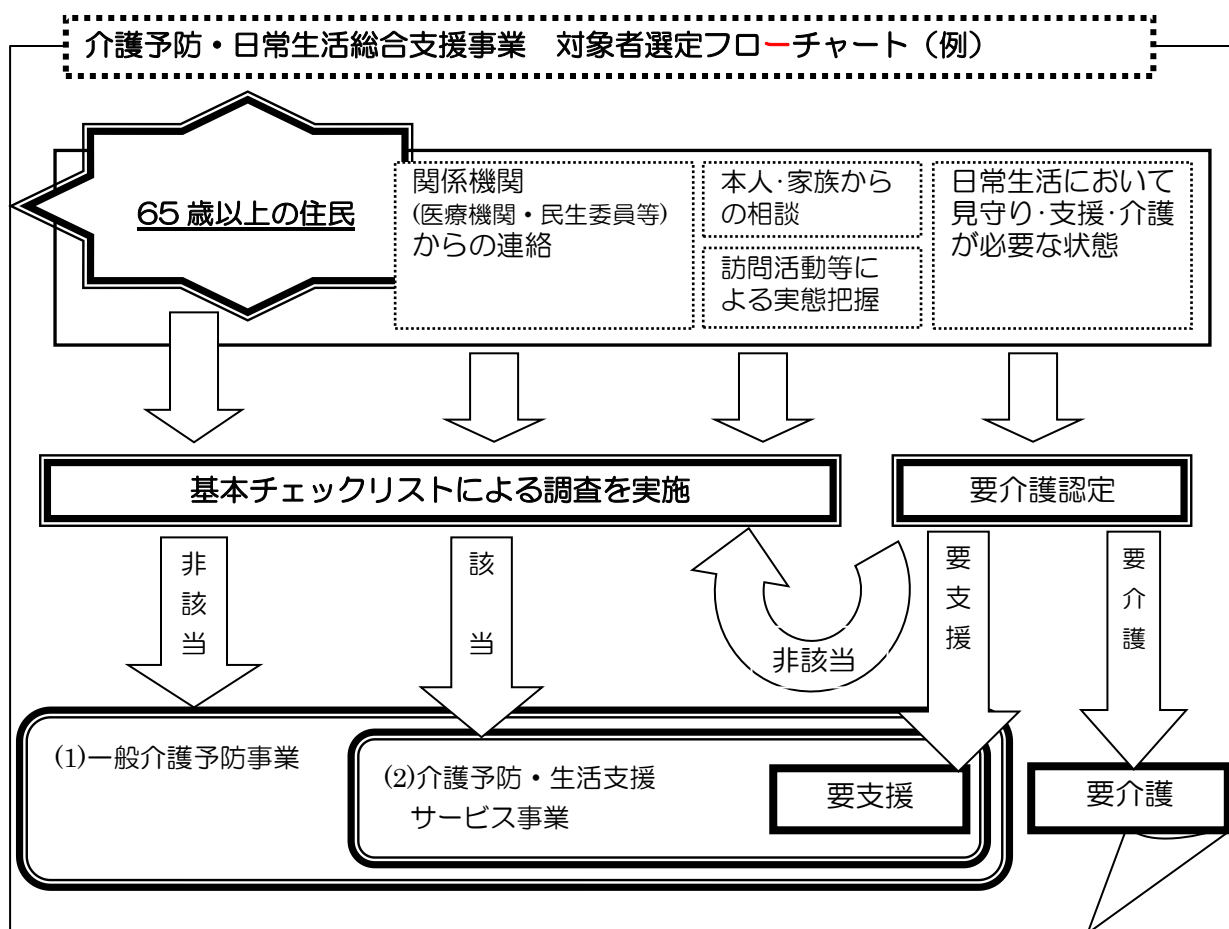 介護予防・日常生活総合支援事業　対象者選定フローチャート（例）
65歳以上の住民
関係機関
(医療機関・民生委員等)
からの連絡
本人･家族から
の相談
訪問活動等に
よる実態把握
日常生活において
見守り･支援･介護
が必要な状態
基本チェックリストによる調査を実施
要介護認定
非該当
該当
非該当
要支援
要介護
(1)一般介護予防事業
(2)介護予防・生活支援
サービス事業
要支援
要介護